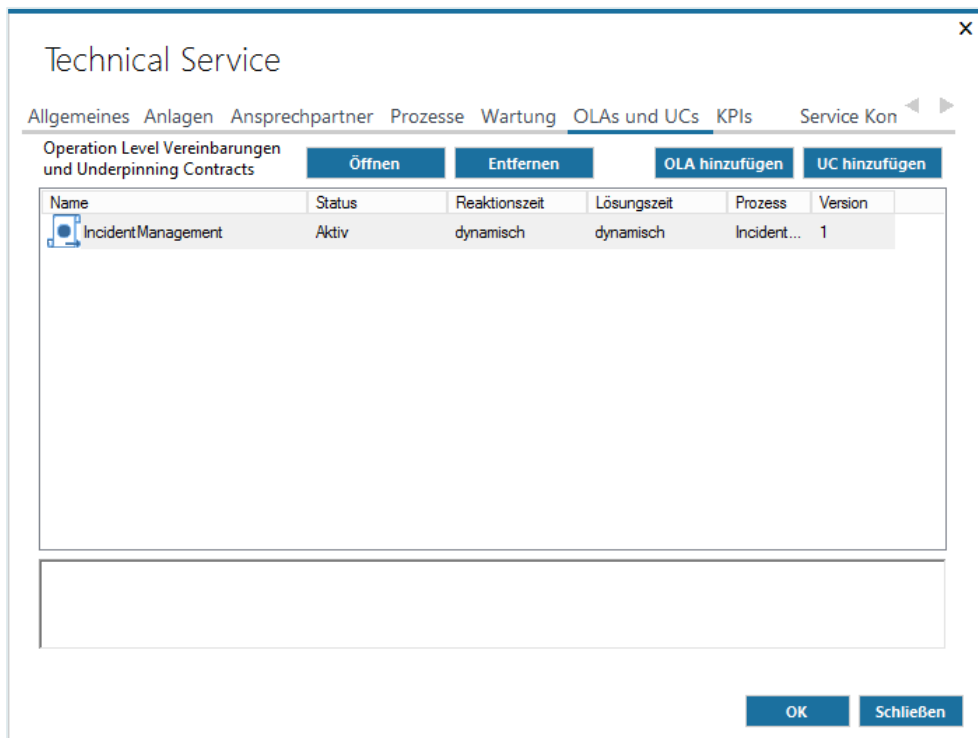 Technical Service
Allgemeines Anlagen Ansprechpartner Prozesse Wartung OLAs und UCs KPIs Service Kon
Operation Level Vereinbarungen
und Underpinning Contracts
Öffnen Entfernen OLA hinzufügen UC hinzufügen
Name Status Reaktionszeit Lösungszeit Prozess Version
IncidentManagement Aktiv dynamisch dynamisch Incident... 1
OK Schließen